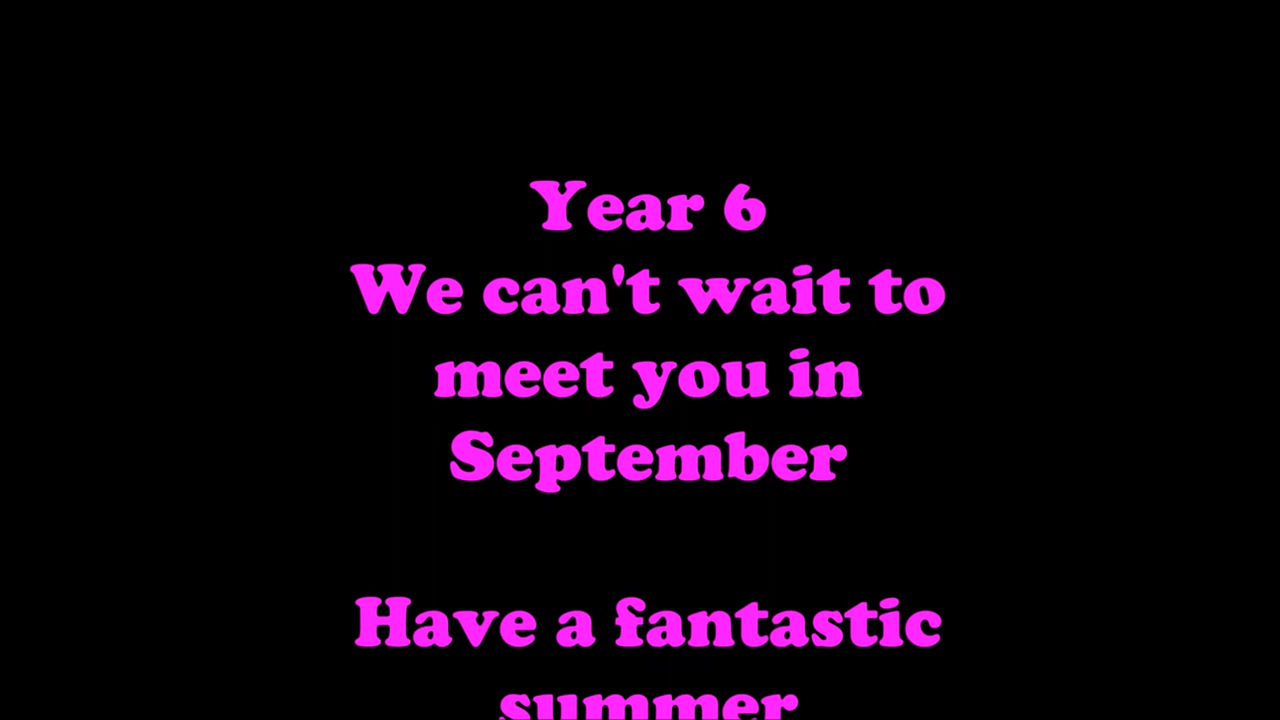 Year 6
We can't wait to
meet you in
September
Have a fantastic
summer